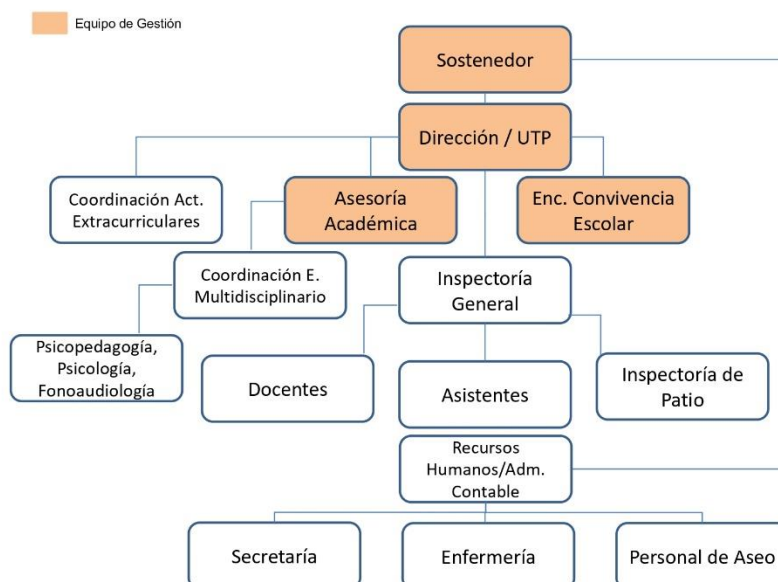 Equipo de Gestión
Sostenedor
Dirección / UTP
Coordinación Act.
Extracurriculares
Asesoría
Académica
Enc. Convivencia
Escolar
Coordinación E.
Multidisciplinario
Inspectoría
General
Psicopedagogía,
Psicología,
Fonoaudiología
Docentes
Asistentes
Inspectoría de
Patio
Recursos
Humanos/Adm.
Contable
Secretaría
Enfermería
Personal de Aseo